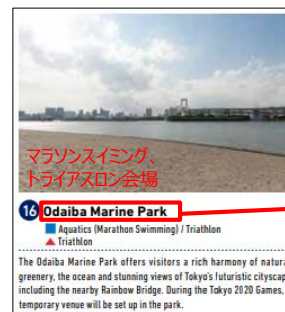 マラソンスイミング、
トライアスロン会場
16 Odaiba Marine Park
Aquatics (Marathon Swimming) / Triathlon
Triathlon
The Odaiba Marine Park offers visitors a rich harmony of natura
greenery, the ocean and stunning views of Tokyo's futuristic cityscap
including the nearby Rainbow Bridge. During the Tokyo 2020 Games,
temporary venue will be set up in the park.